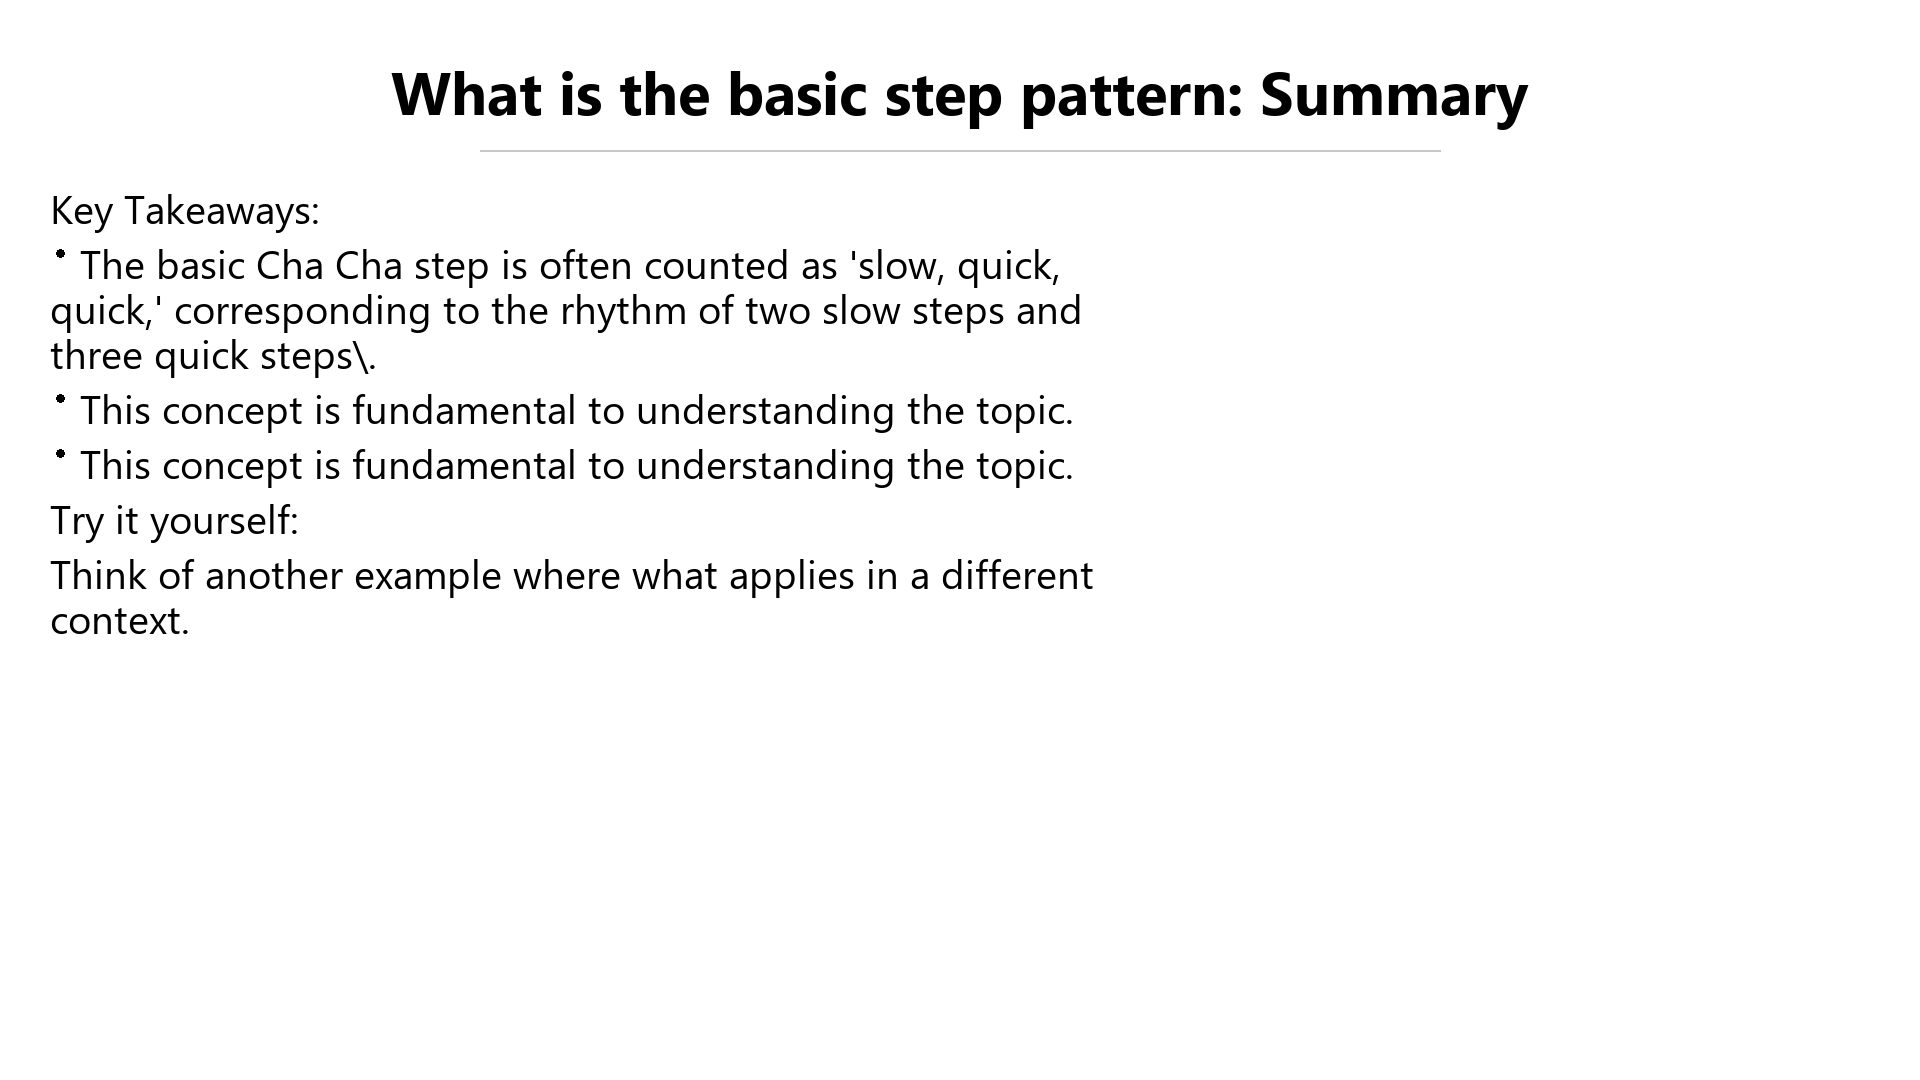 What is the basic step pattern: Summary
Key Takeaways:
• The basic Cha Cha step is often counted as 'slow, quick,
quick,' corresponding to the rhythm of two slow steps and
three quick steps\.
• This concept is fundamental to understanding the topic.
• This concept is fundamental to understanding the topic.
Try it yourself:
Think of another example where what applies in a different
context.